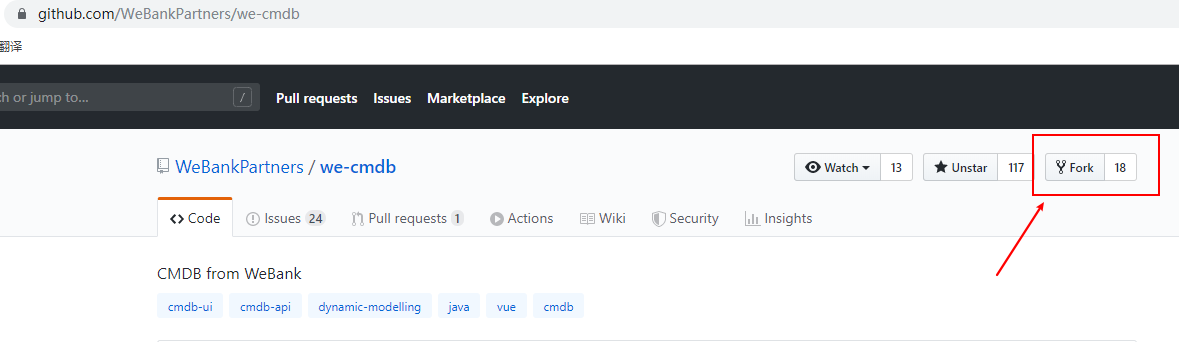 github.com/WeBankPartners/we-cmdb
翻译
ch or jump to... /
Pull requests Issues Marketplace Explore
WeBankPartners / we-cmdb
Watch 13 Unstar 117 Fork 18
Code Issues 24 Pull requests 1 Actions Wiki Security Insights
CMDB from WeBank
cmdb-ui cmdb-api dynamic-modelling java vue cmdb